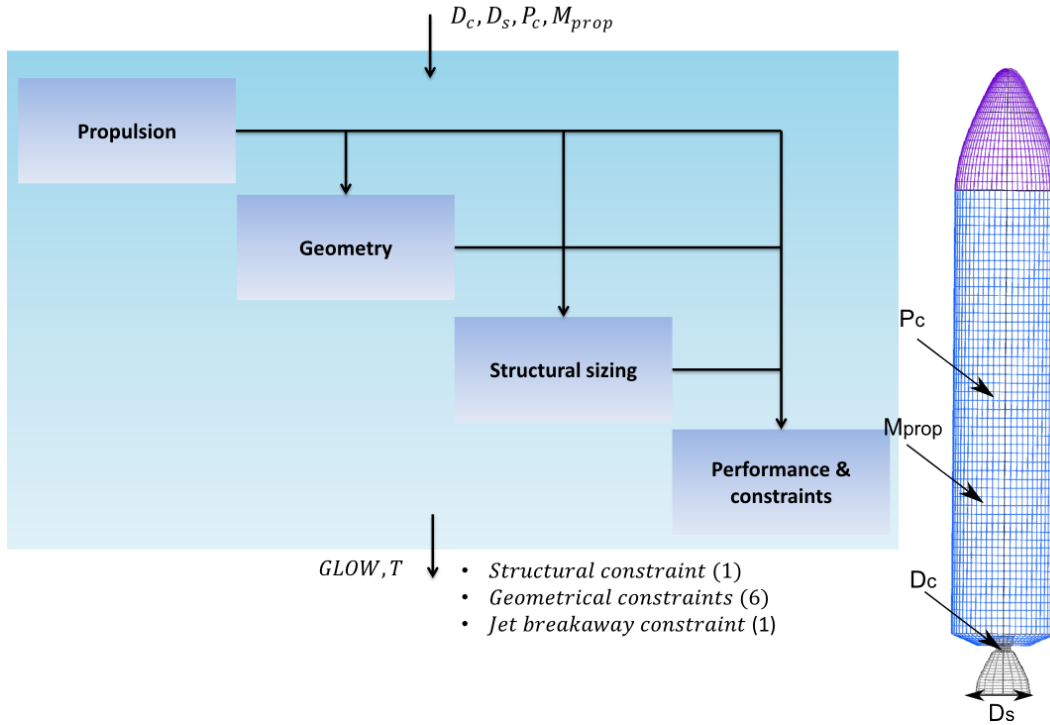 D_c, D_s, P_c, M_prop
Propulsion
Geometry
Structural sizing
Performance &
constraints
GLOW, T
• Structural constraint (1)
• Geometrical constraints (6)
• Jet breakaway constraint (1)
Pc
Mprop
Dc
Ds